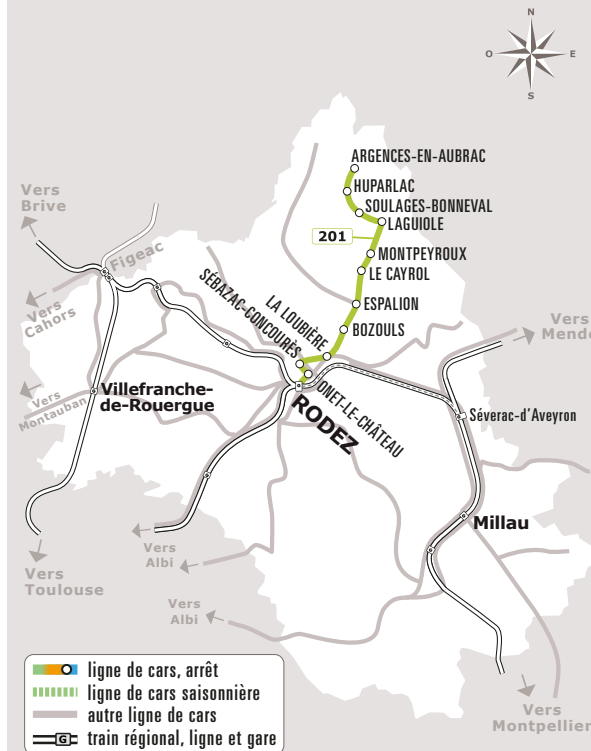 N
O
E
S
ARGENCES-EN-AUBRAC
HUPARLAC
SOULAGES-BONNEVAL
LAGUIOLE
201
MONTPEYROUX
LE CAYROL
ESPALION
BOZOULS
LA LOUBIÈRE
SÉBAZAC-CONCOURÈS
ONET-LE-CHÂTEAU
RODEZ
Vers
Brive
Figeac
Vers
Cahors
Vers
Montauban
Villefranche-
de-Rouergue
Vers
Mende
Séverac-d'Aveyron
Millau
Vers
Toulouse
Vers
Albi
Vers
Albi
Vers
Montpellier
ligne de cars, arrêt
ligne de cars saisonnière
autre ligne de cars
G train régional, ligne et gare